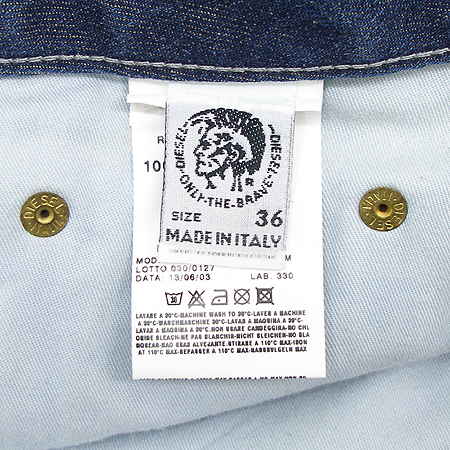 DIESEL
ONLY·THE·BRAVE
R
SIZE 36
MADE IN ITALY
R
100
MOD.
M
LOTTO 030/0127
DATA: 13/06/03 LAB. 330
30
LAVARE A 30°C-MACHINE WASH TO 30°C-LAVER A MACHINE
A 30°C-WASCHMASCHINE 30°C-LAVAR A MAQUINA A 30°C
LAVAR A MAQUINA A 30°C.NON USARE CANDEGGINA-NO CHL
ORINE BLEACH-NE PAS BLANCHIR-NICHT BLEICHEN-NO BLA
NQUEAR-NAO USAR ALVEJANTE.STIRARE A 110°C MAX-IRON
AT 110°C MAX-REPASSER A 110°C MAX-MASSBUGELN MAX
DIESEL
DIESEL